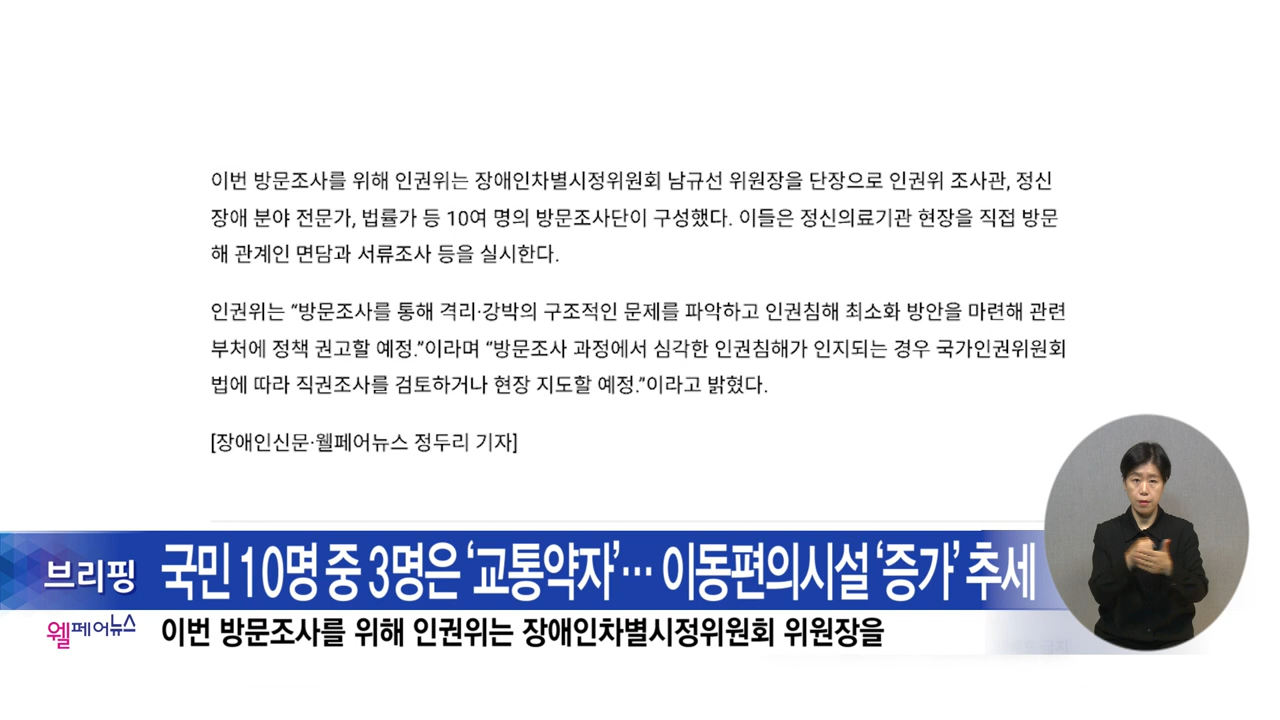 이번 방문조사를 위해 인권위는 장애인차별시정위원회 남규선 위원장을 단장으로 인권위 조사관, 정신
장애 분야 전문가, 법률가 등 10여 명의 방문조사단이 구성했다. 이들은 정신의료기관 현장을 직접 방문
해 관계인 면담과 서류조사 등을 실시한다.
인권위는 “방문조사를 통해 격리·강박의 구조적인 문제를 파악하고 인권침해 최소화 방안을 마련해 관련
부처에 정책 권고할 예정.”이라며 “방문조사 과정에서 심각한 인권침해가 인지되는 경우 국가인권위원회
법에 따라 직권조사를 검토하거나 현장 지도할 예정.”이라고 밝혔다.
[장애인신문·웰페어뉴스 정두리 기자]
브리핑 국민 10명 중 3명은 ‘교통약자’… 이동편의시설 ‘증가’ 추세
웰페어뉴스 이번 방문조사를 위해 인권위는 장애인차별시정위원회 위원장을